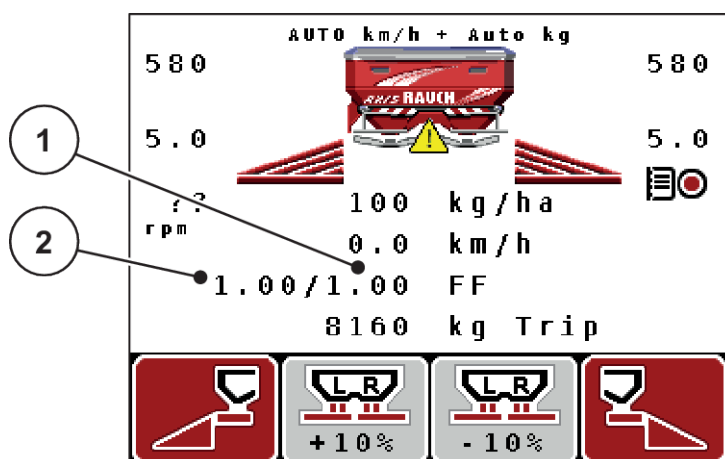 AUTO km/h + Auto kg
580
580
AXIS RAUCH
1
5.0
5.0
??
100 kg/ha
rpm
2
0.0 km/h
1.00/1.00 FF
8160 kg Trip
L R
L R
+10%
-10%